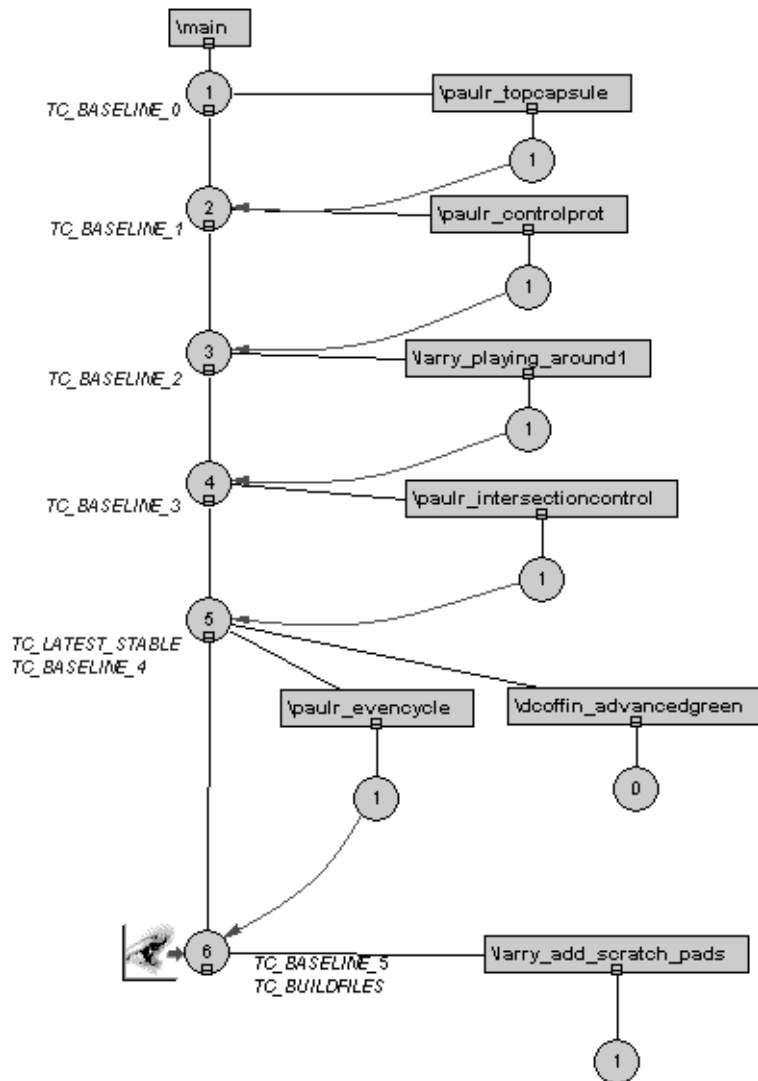 \main
1
TC_BASELINE_0
\paulr_topcapsule
1
2
TC_BASELINE_1
\paulr_controlprot
1
3
TC_BASELINE_2
\larry_playing_around1
1
4
TC_BASELINE_3
\paulr_intersectioncontrol
1
5
TC_LATEST_STABLE
TC_BASELINE_4
\paulr_evencycle
\dcoffin_advancedgreen
1
0
6
TC_BASELINE_5
TC_BUILDFILES
\larry_add_scratch_pads
1